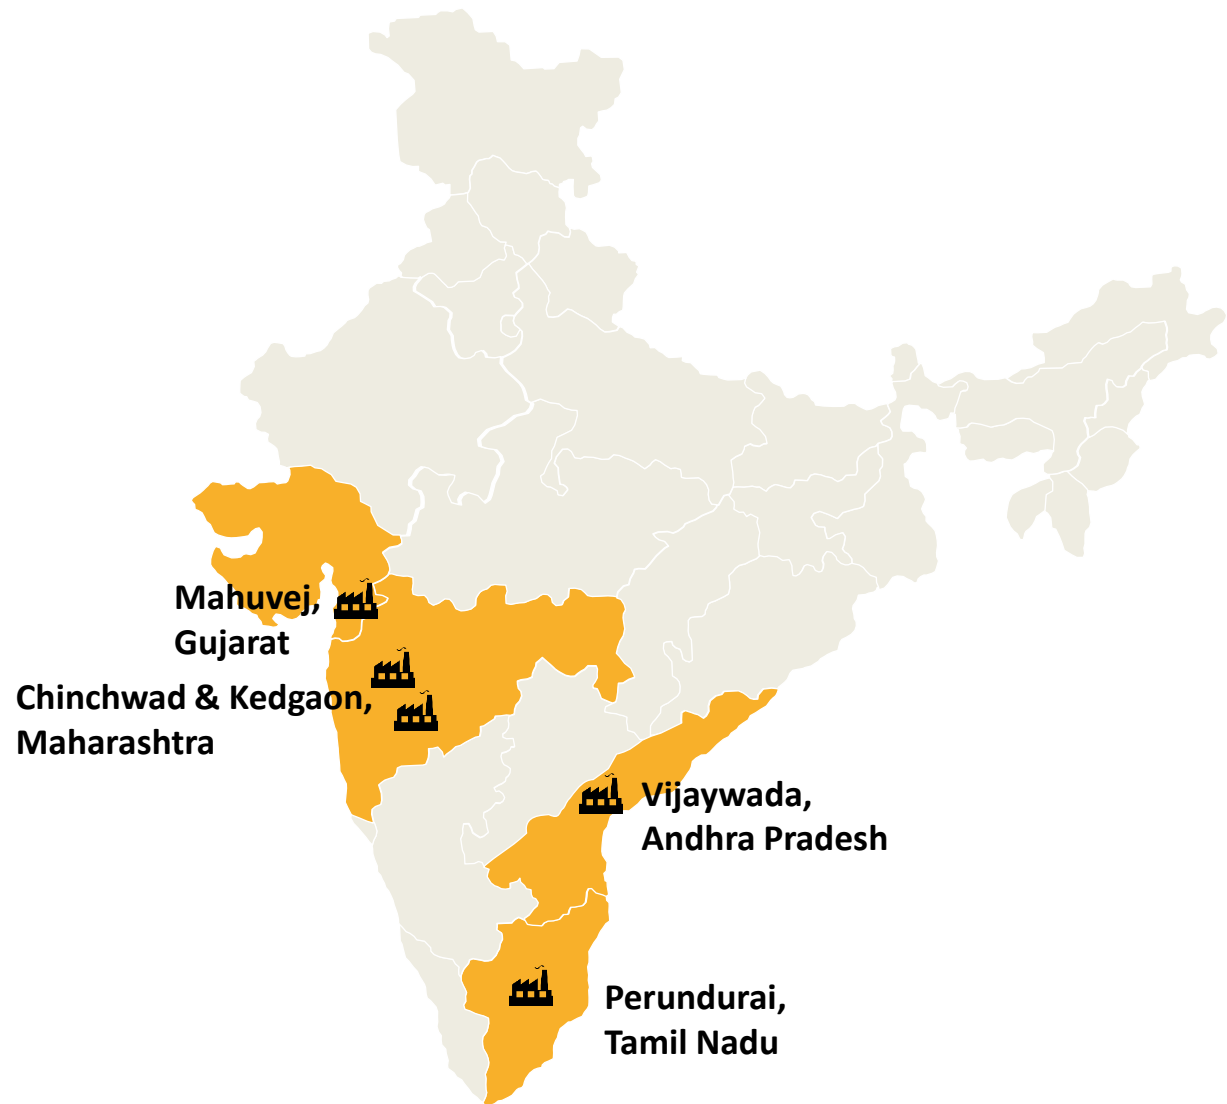 Mahuvej,
Gujarat
Chinchwad & Kedgaon,
Maharashtra
Vijaywada,
Andhra Pradesh
Perundurai,
Tamil Nadu